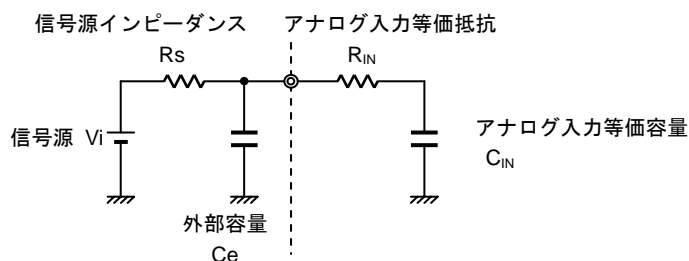 信号源インピーダンス
アナログ入力等価抵抗
Rs
RIN
信号源 Vi
アナログ入力等価容量
CIN
外部容量
Ce